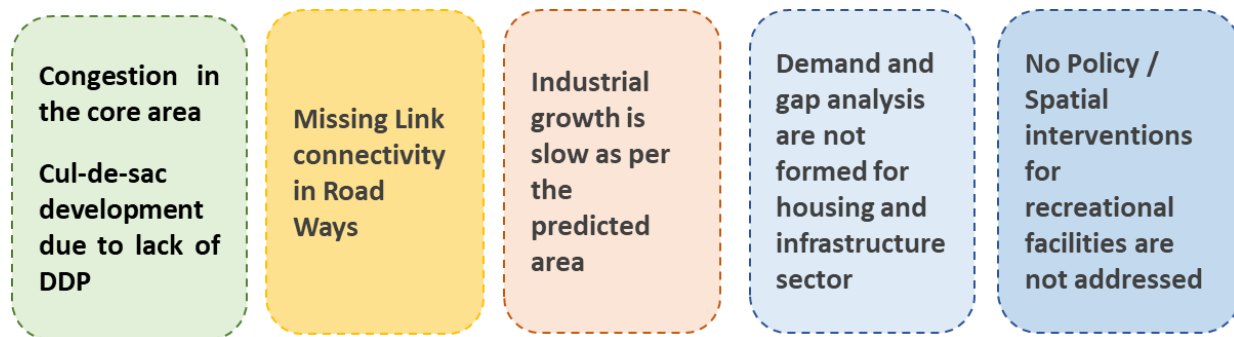 Congestion in
the core area
Cul-de-sac
development
due to lack of
DDP
Missing Link
connectivity
in Road
Ways
Industrial
growth is
slow as per
the
predicted
area
Demand and
gap analysis
are not
formed for
housing and
infrastructure
sector
No Policy /
Spatial
interventions
for
recreational
facilities are
not addressed